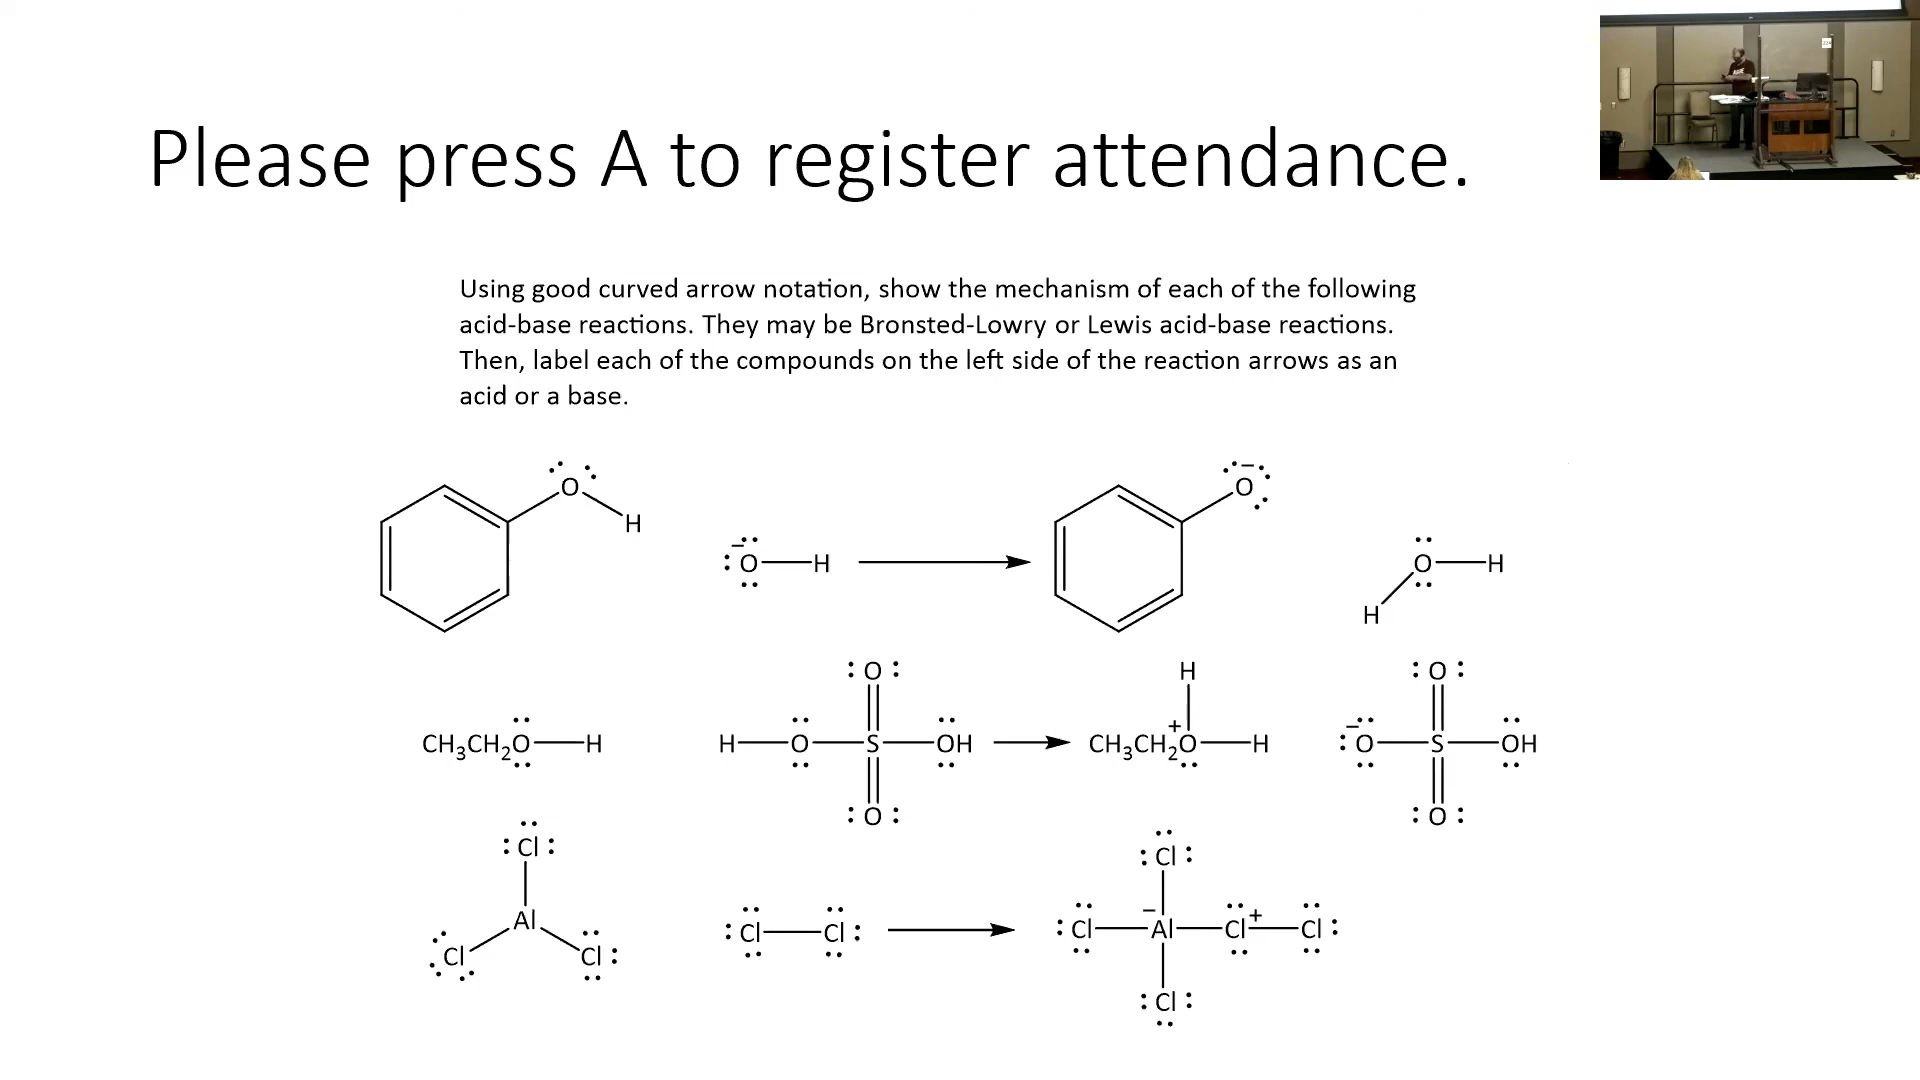 Please press A to register attendance.
Using good curved arrow notation, show the mechanism of each of the following
acid-base reactions. They may be Bronsted-Lowry or Lewis acid-base reactions.
Then, label each of the compounds on the left side of the reaction arrows as an
acid or a base.
O H
O H
O
O H
H
CH3CH2O H
O
H O S OH
O
H
CH3CH2O+ H
O
−O S OH
O
Cl
Al
Cl Cl
Cl Cl
Cl
Cl −Al Cl+ Cl
Cl